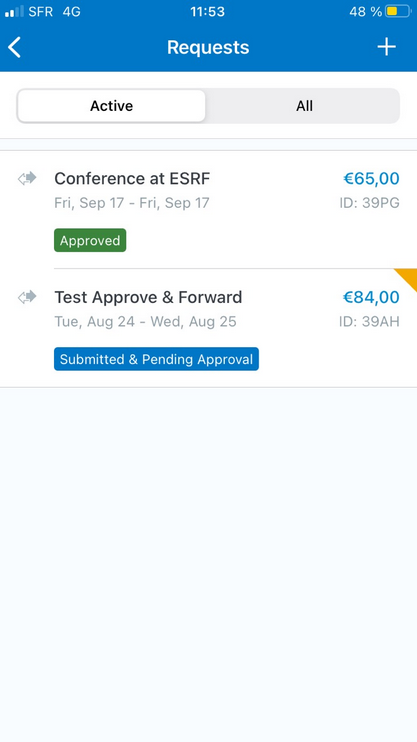 SFR 4G 11:53 48 %
Requests
Active All
Conference at ESRF €65,00
Fri, Sep 17 - Fri, Sep 17 ID: 39PG
Approved
Test Approve & Forward €84,00
Tue, Aug 24 - Wed, Aug 25 ID: 39AH
Submitted & Pending Approval